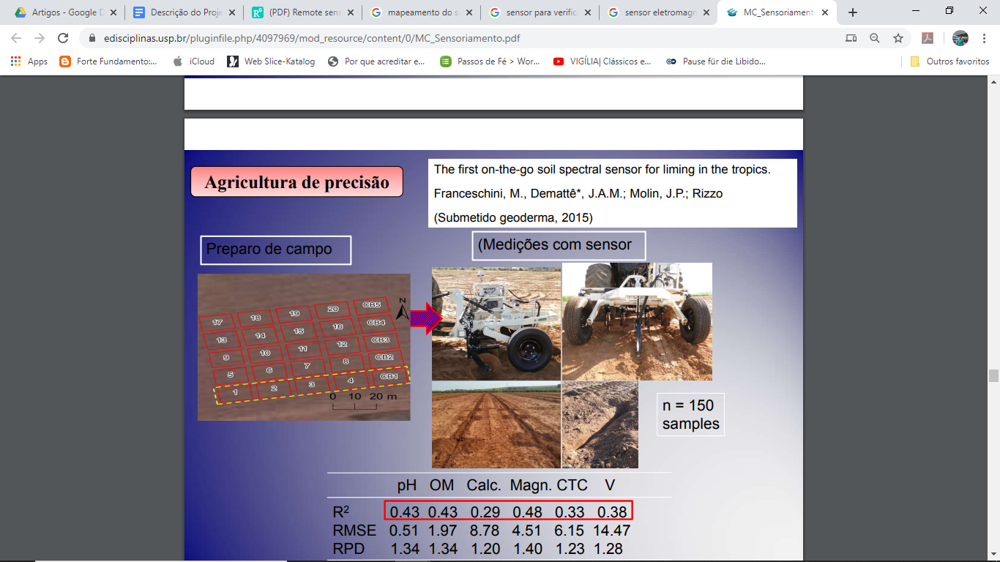 Artigos - Google D
Descrição do Proje
(PDF) Remote sens
mapeamento do s
sensor para verific
sensor eletromagn
MC_Sensoriament
edisciplinas.usp.br/pluginfile.php/4097969/mod_resource/content/0/MC_Sensoriamento.pdf
Apps
Forte Fundamento:...
iCloud
Web Slice-Katalog
Por que acreditar e...
Passos de Fé > Wor...
VIGÍLIA| Clássicos e...
Pause für die Libido...
Outros favoritos
Agricultura de precisão
The first on-the-go soil spectral sensor for liming in the tropics.
Franceschini, M., Demattê*, J.A.M.; Molin, J.P.; Rizzo
(Submetido geoderma, 2015)
Preparo de campo
(Medições com sensor
N
17 18 19 20 CB5
13 14 15 16 CB4
9 10 11 12 CB3
5 6 7 8 CB2
1 2 3 4 CB1
0 10 20 m
n = 150
samples
pH OM Calc. Magn. CTC V
R² 0.43 0.43 0.29 0.48 0.33 0.38
RMSE 0.51 1.97 8.78 4.51 6.15 14.47
RPD 1.34 1.34 1.20 1.40 1.23 1.28